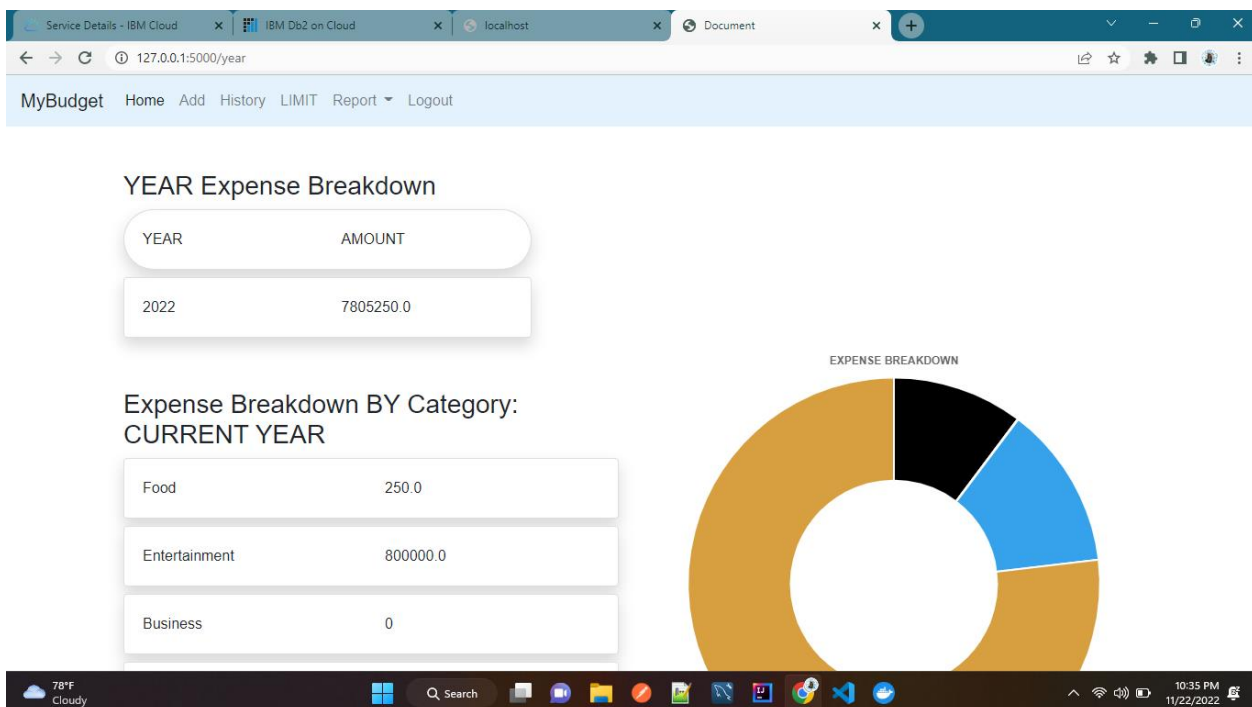 Service Details - IBM Cloud
IBM Db2 on Cloud
localhost
Document
127.0.0.1:5000/year
MyBudget Home Add History LIMIT Report Logout
YEAR Expense Breakdown
YEAR AMOUNT
2022 7805250.0
EXPENSE BREAKDOWN
Expense Breakdown BY Category:
CURRENT YEAR
Food 250.0
Entertainment 800000.0
Business 0
78°F
Cloudy
Search
10:35 PM
11/22/2022